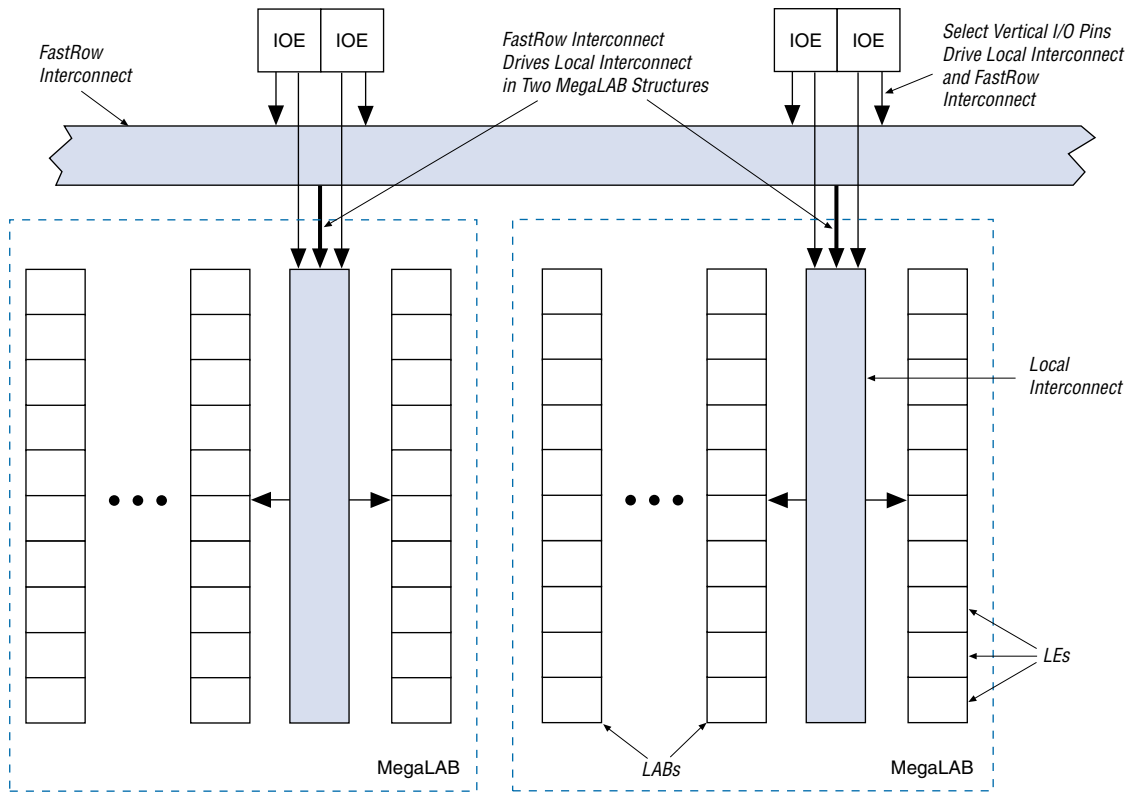 IOE IOE
IOE IOE
FastRow
Interconnect
FastRow Interconnect
Drives Local Interconnect
in Two MegaLAB Structures
Select Vertical I/O Pins
Drive Local Interconnect
and FastRow
Interconnect
Local
Interconnect
LEs
LABs
MegaLAB
MegaLAB